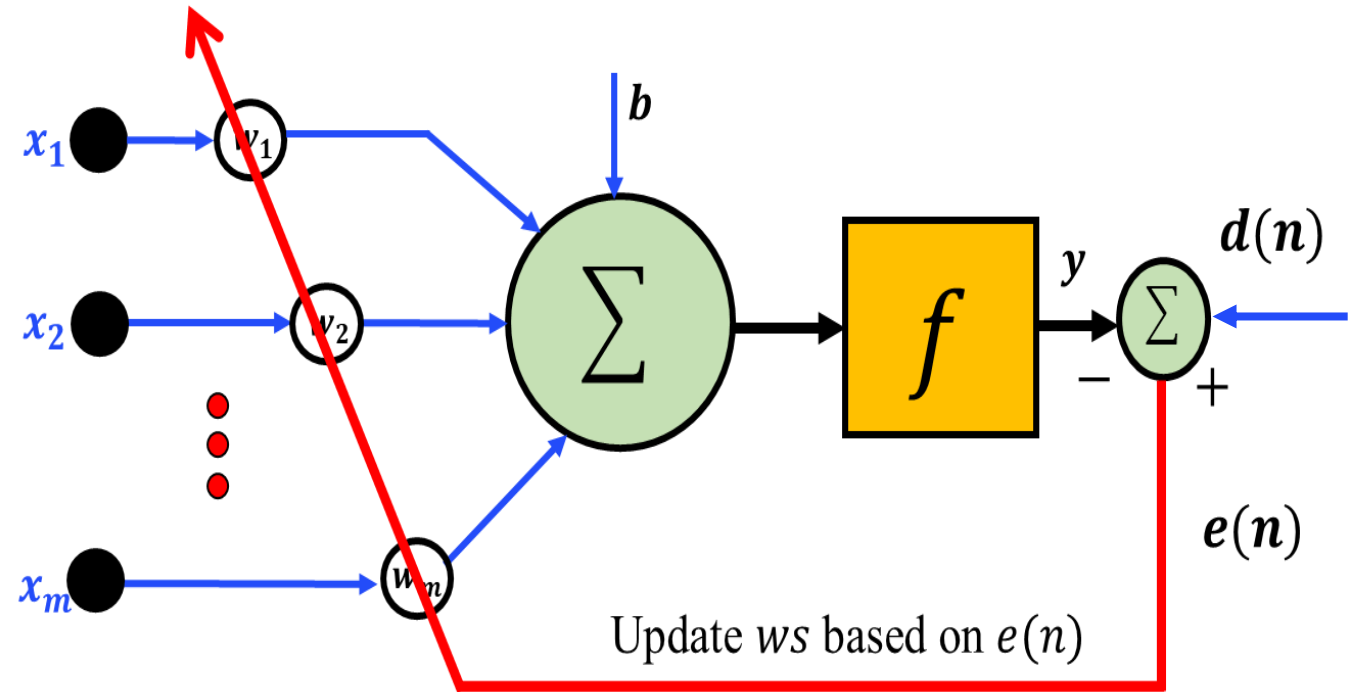 x₁
w₁
b
x₂
w₂
∑
f
y
∑
d(n)
−
+
e(n)
xₘ
wₘ
Update ws based on e(n)